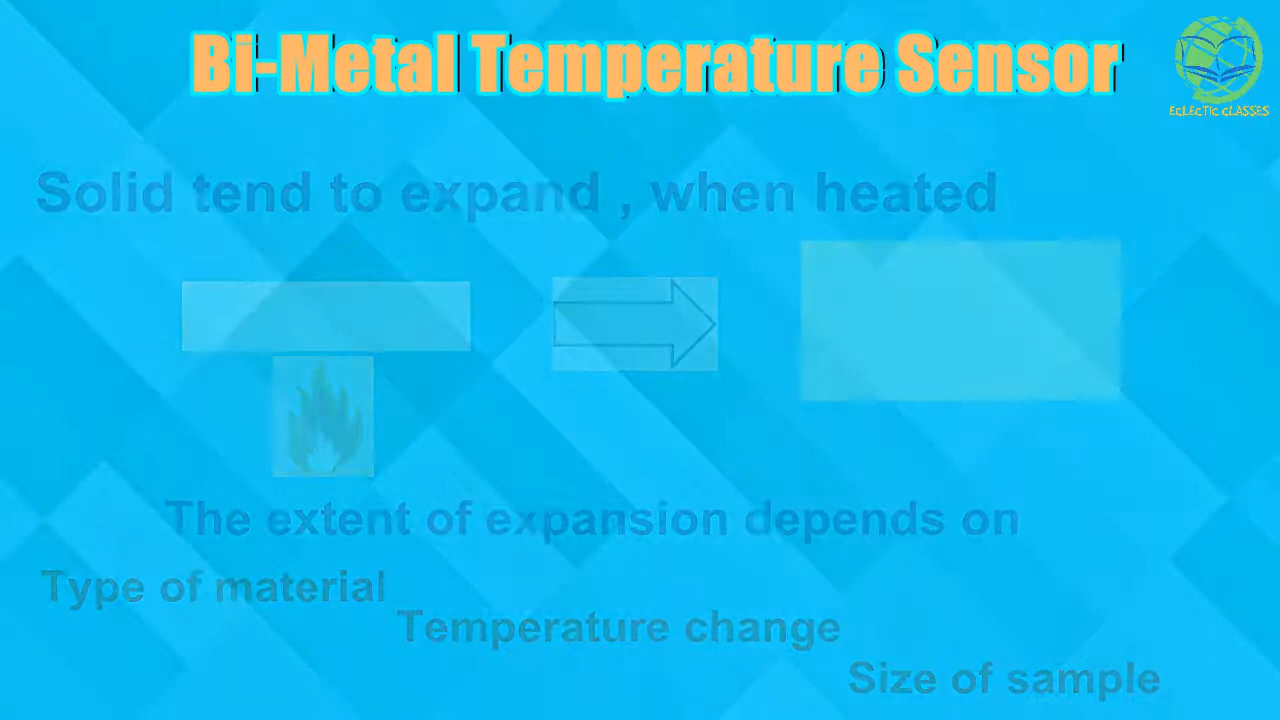 Bi-Metal Temperature Sensor
ECLECTIC CLASSES
Solid tend to expand , when heated
The extent of expansion depends on
Type of material
Temperature change
Size of sample